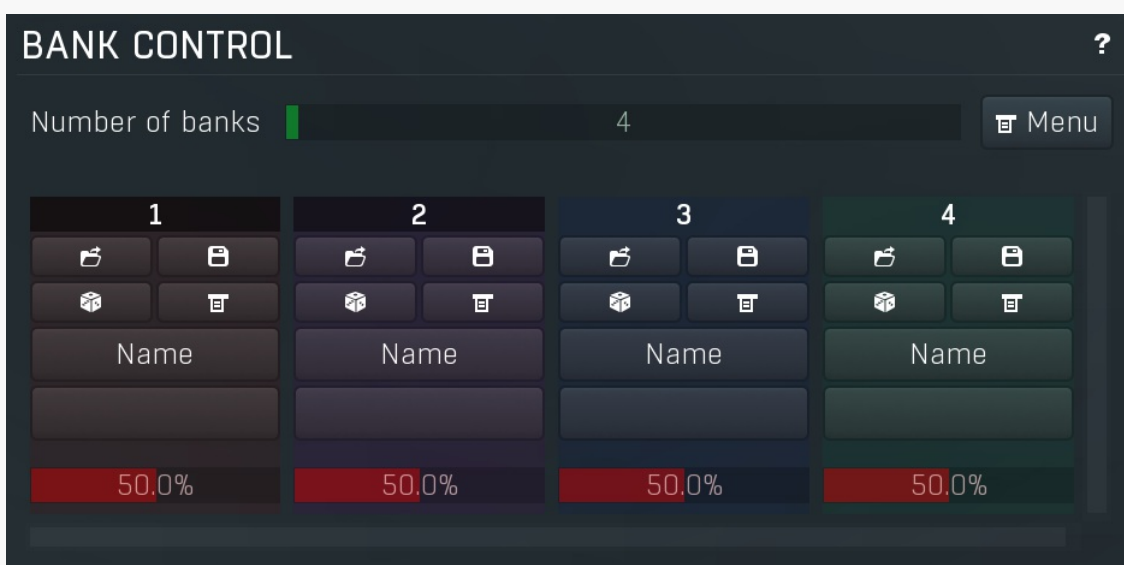 BANK CONTROL ?
Number of banks 4 Menu
1 2 3 4
Name Name Name Name
50.0% 50.0% 50.0% 50.0%